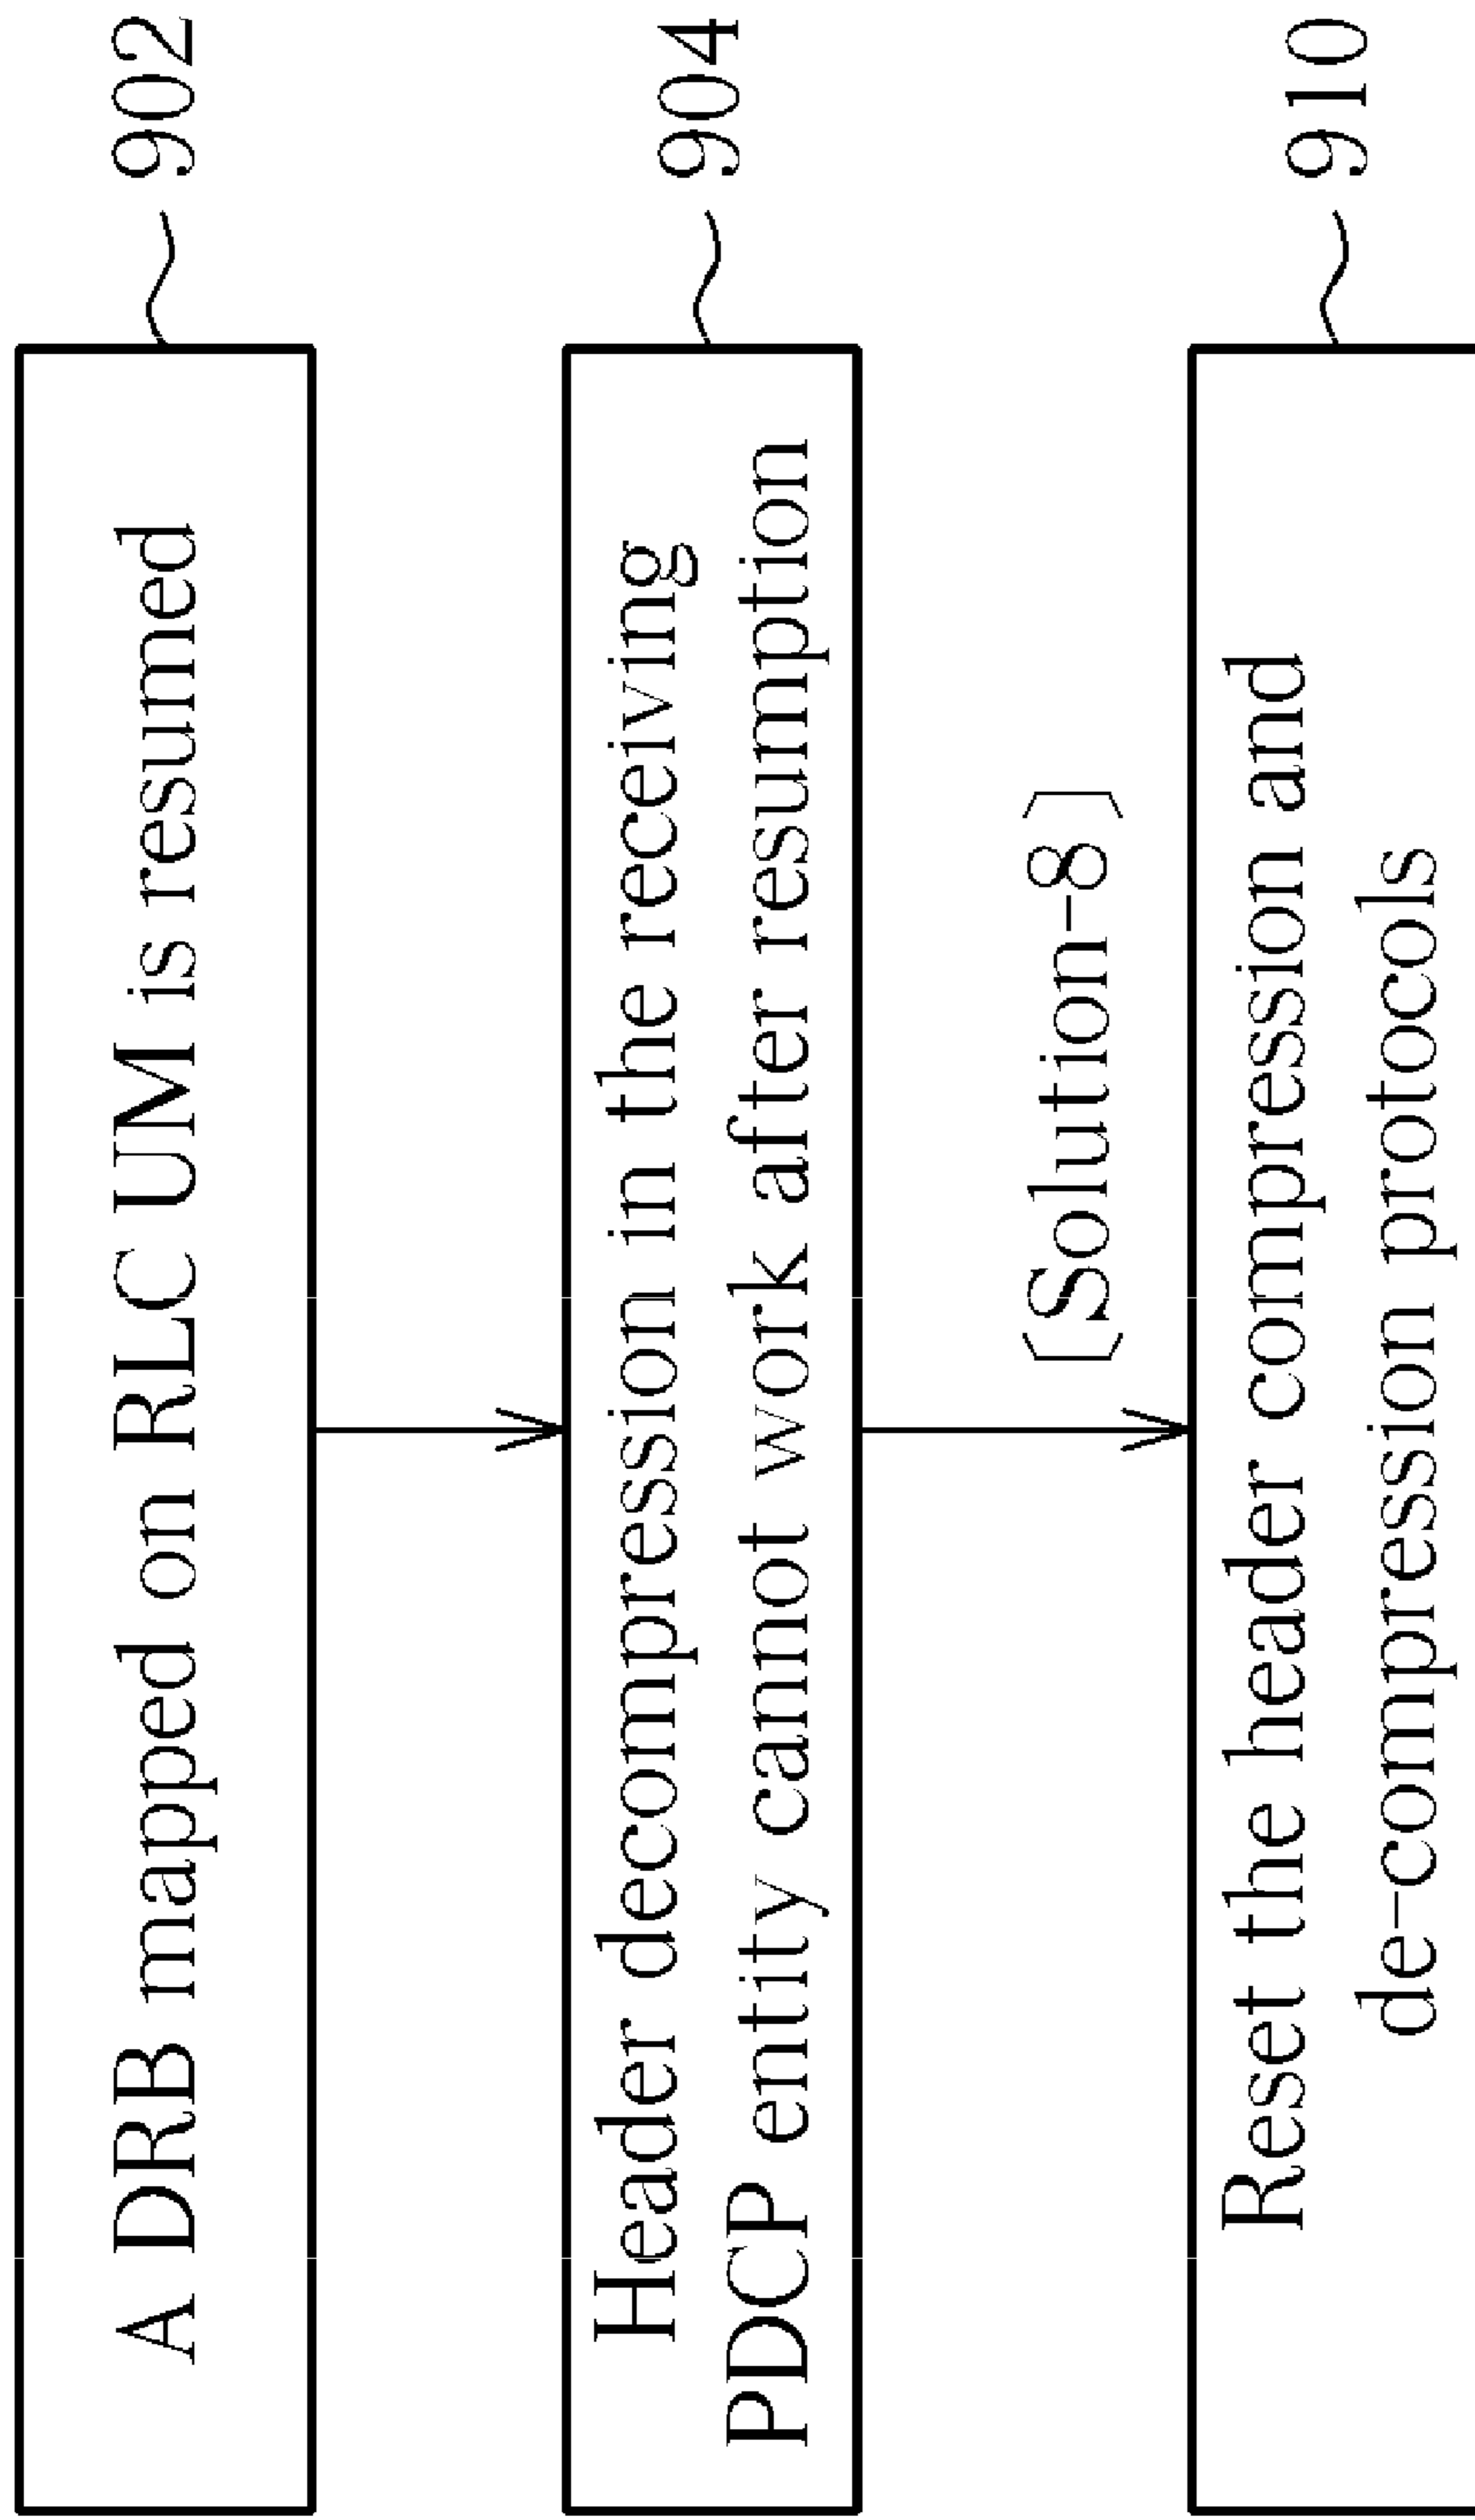 A DRB mapped on RLC UM is resumed
902
Header decompression in the receiving
PDCP entity cannot work after resumption
904
(Solution-8)
Reset the header compression and
de-compression protocols
910